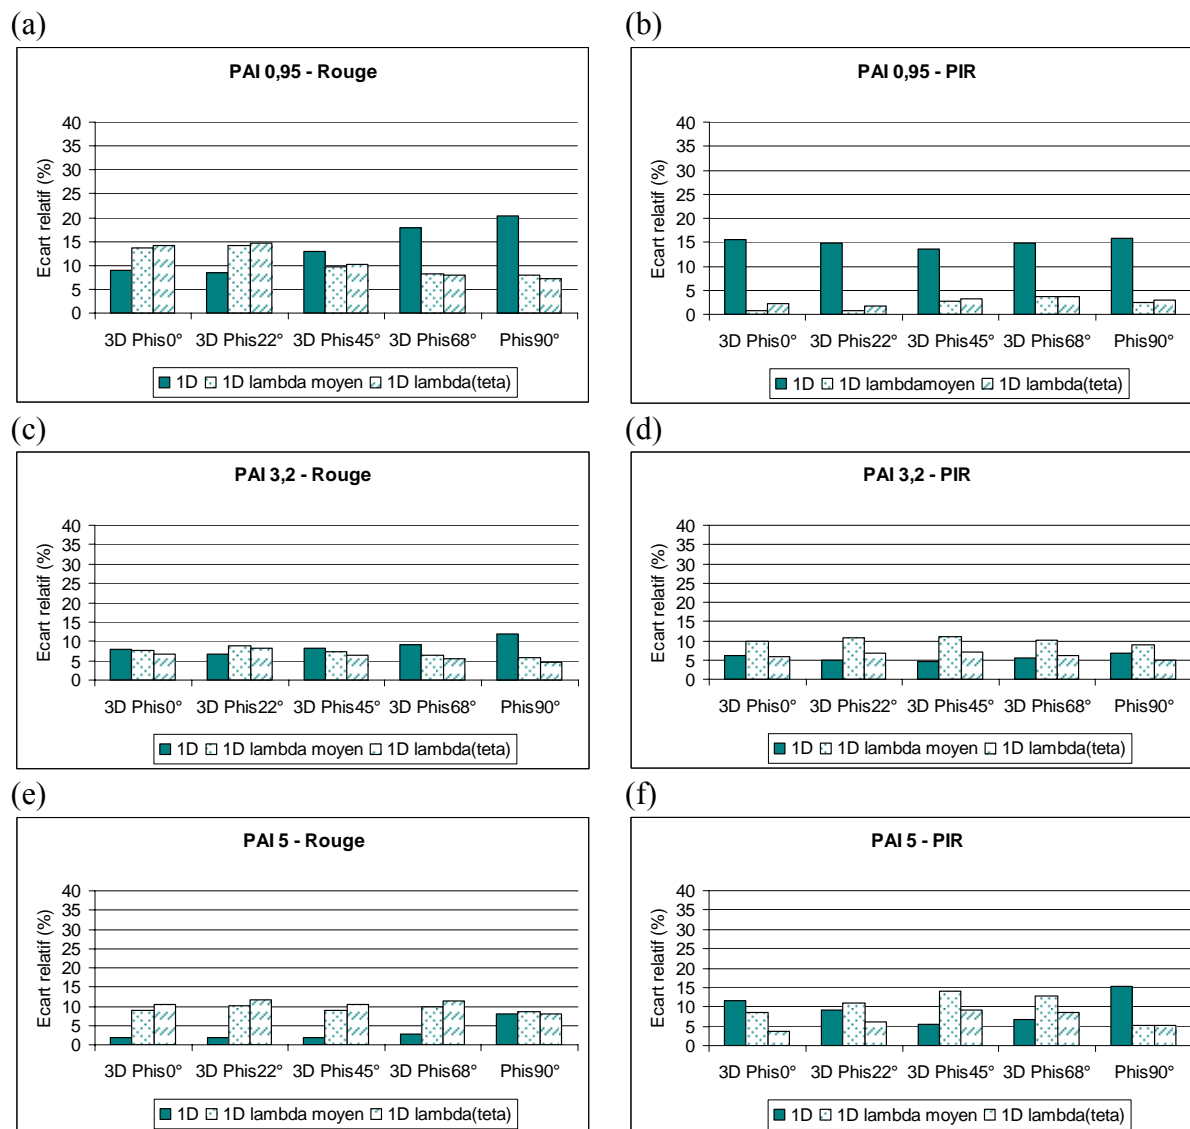 (a)
PAI 0,95 - Rouge
Ecart relatif (%)
40
35
30
25
20
15
10
5
0
3D Phis0° 3D Phis22° 3D Phis45° 3D Phis68° Phis90°
1D 1D lambda moyen 1D lambda(teta)
(b)
PAI 0,95 - PIR
Ecart relatif (%)
40
35
30
25
20
15
10
5
0
3D Phis0° 3D Phis22° 3D Phis45° 3D Phis68° Phis90°
1D 1D lambdamoyen 1D lambda(teta)
(c)
PAI 3,2 - Rouge
Ecart relatif (%)
40
35
30
25
20
15
10
5
0
3D Phis0° 3D Phis22° 3D Phis45° 3D Phis68° Phis90°
1D 1D lambda moyen 1D lambda(teta)
(d)
PAI 3,2 - PIR
Ecart relatif (%)
40
35
30
25
20
15
10
5
0
3D Phis0° 3D Phis22° 3D Phis45° 3D Phis68° Phis90°
1D 1D lambda moyen 1D lambda(teta)
(e)
PAI 5 - Rouge
Ecart relatif (%)
40
35
30
25
20
15
10
5
0
3D Phis0° 3D Phis22° 3D Phis45° 3D Phis68° Phis90°
1D 1D lambda moyen 1D lambda(teta)
(f)
PAI 5 - PIR
Ecart relatif (%)
40
35
30
25
20
15
10
5
0
3D Phis0° 3D Phis22° 3D Phis45° 3D Phis68° Phis90°
1D 1D lambda moyen 1D lambda(teta)